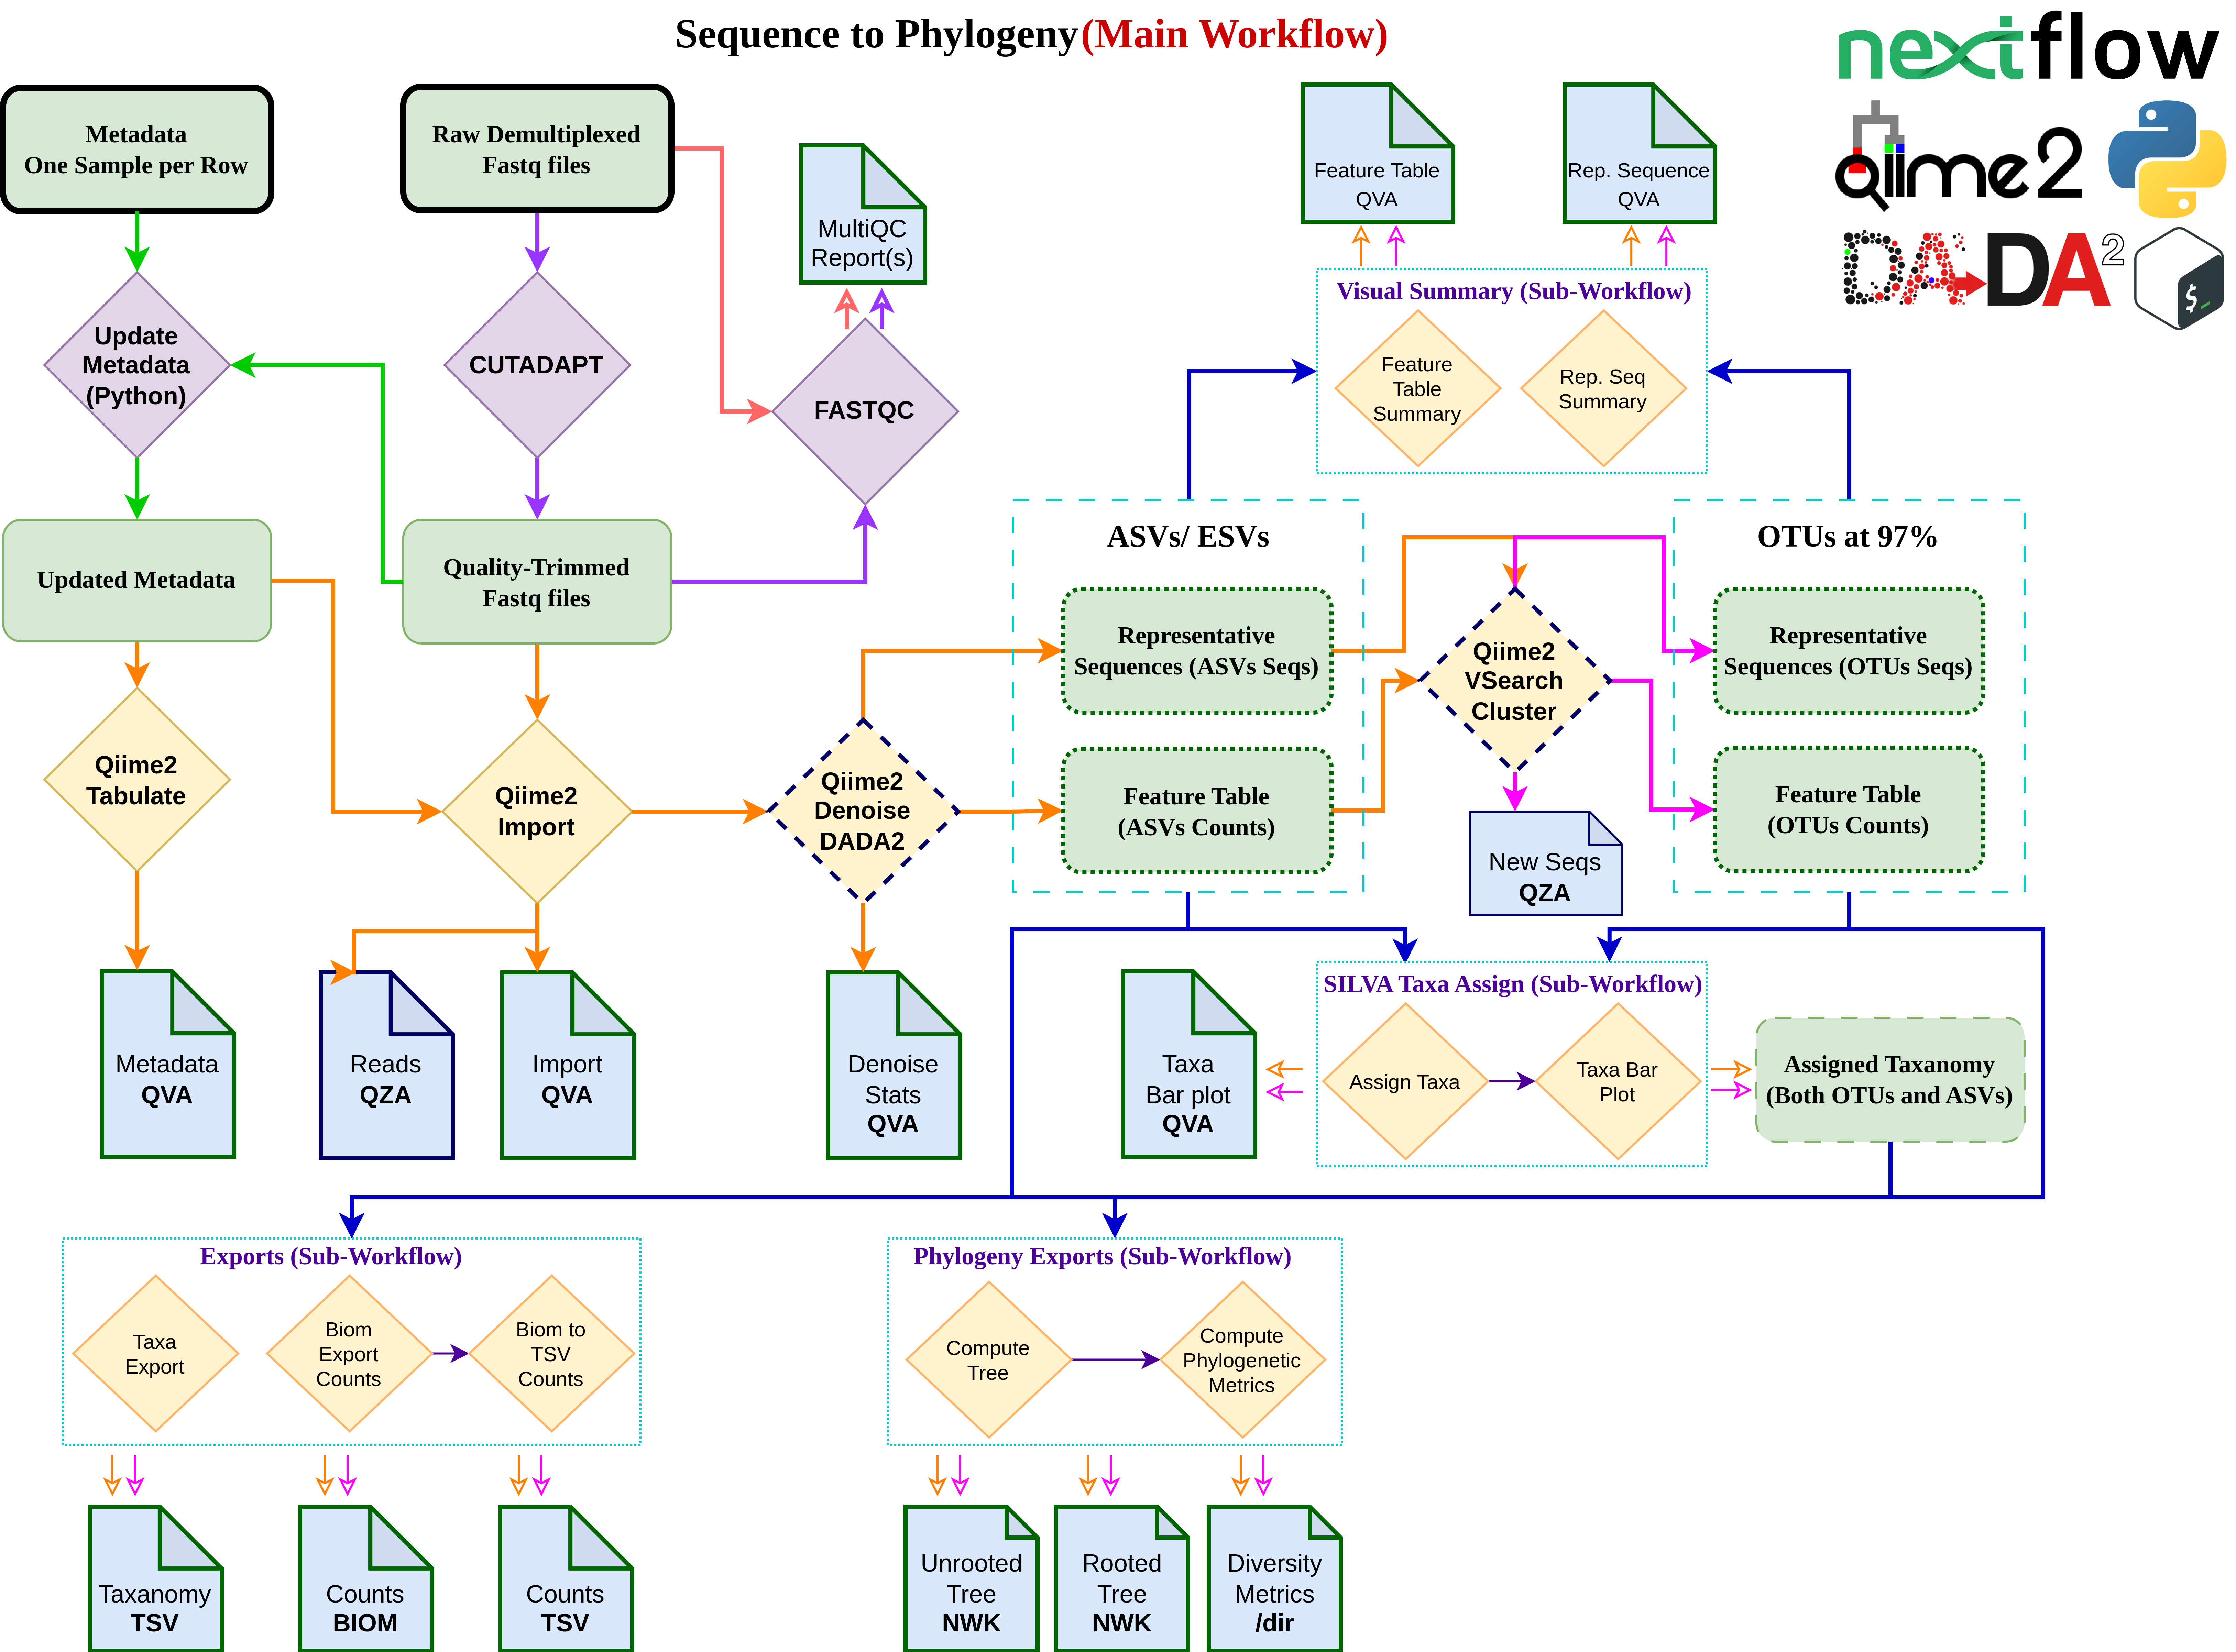 Sequence to Phylogeny (Main Workflow)
nextflow
Qiime 2
DADA2
DADA2
$_
Metadata
One Sample per Row
Raw Demultiplexed
Fastq files
MultiQC
Report(s)
Feature Table
QVA
Rep. Sequence
QVA
Update
Metadata
(Python)
CUTADAPT
FASTQC
Visual Summary (Sub-Workflow)
Feature
Table
Summary
Rep. Seq
Summary
Updated Metadata
Quality-Trimmed
Fastq files
ASVs/ ESVs
Representative
Sequences (ASVs Seqs)
Feature Table
(ASVs Counts)
Qiime2
VSearch
Cluster
New Seqs
QZA
OTUs at 97%
Representative
Sequences (OTUs Seqs)
Feature Table
(OTUs Counts)
Qiime2
Tabulate
Qiime2
Import
Qiime2
Denoise
DADA2
Metadata
QVA
Reads
QZA
Import
QVA
Denoise
Stats
QVA
Taxa
Bar plot
QVA
SILVA Taxa Assign (Sub-Workflow)
Assign Taxa
Taxa Bar
Plot
Assigned Taxanomy
(Both OTUs and ASVs)
Exports (Sub-Workflow)
Taxa
Export
Biom
Export
Counts
Biom to
TSV
Counts
Phylogeny Exports (Sub-Workflow)
Compute
Tree
Compute
Phylogenetic
Metrics
Taxanomy
TSV
Counts
BIOM
Counts
TSV
Unrooted
Tree
NWK
Rooted
Tree
NWK
Diversity
Metrics
/dir